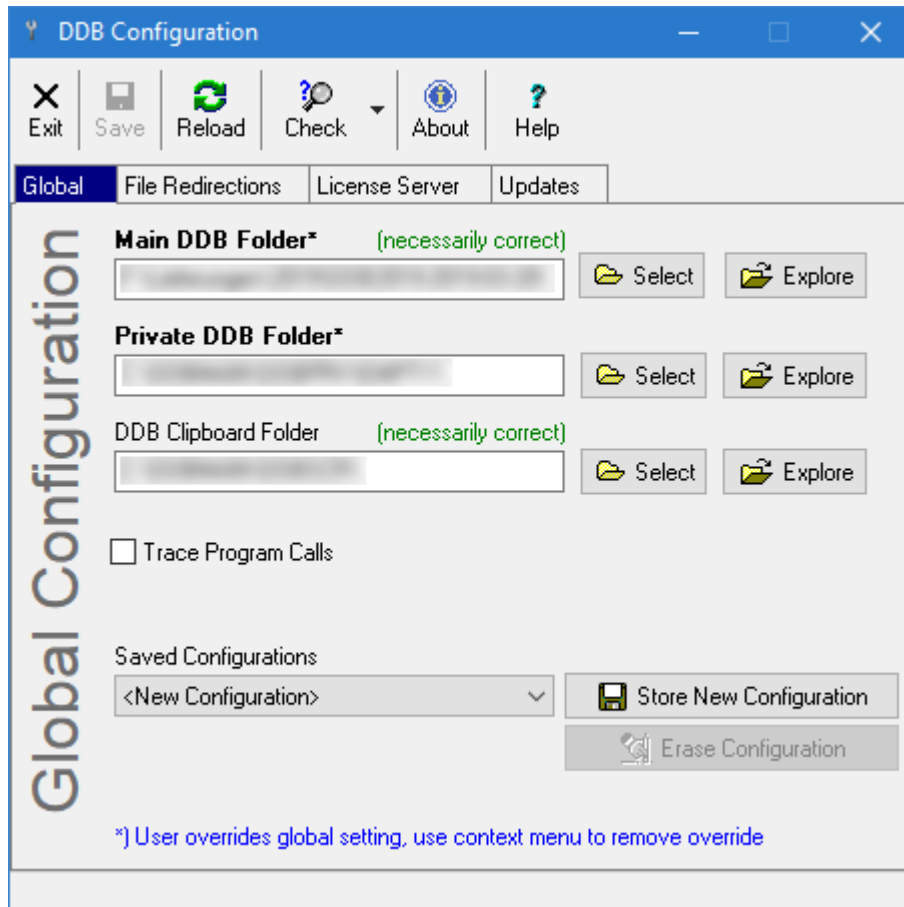 DDB Configuration
Exit Save Reload Check About Help
Global File Redirections License Server Updates
Global Configuration
Main DDB Folder* (necessarily correct)
Select Explore
Private DDB Folder*
Select Explore
DDB Clipboard Folder (necessarily correct)
Select Explore
Trace Program Calls
Saved Configurations
<New Configuration> Store New Configuration
Erase Configuration
*) User overrides global setting, use context menu to remove override